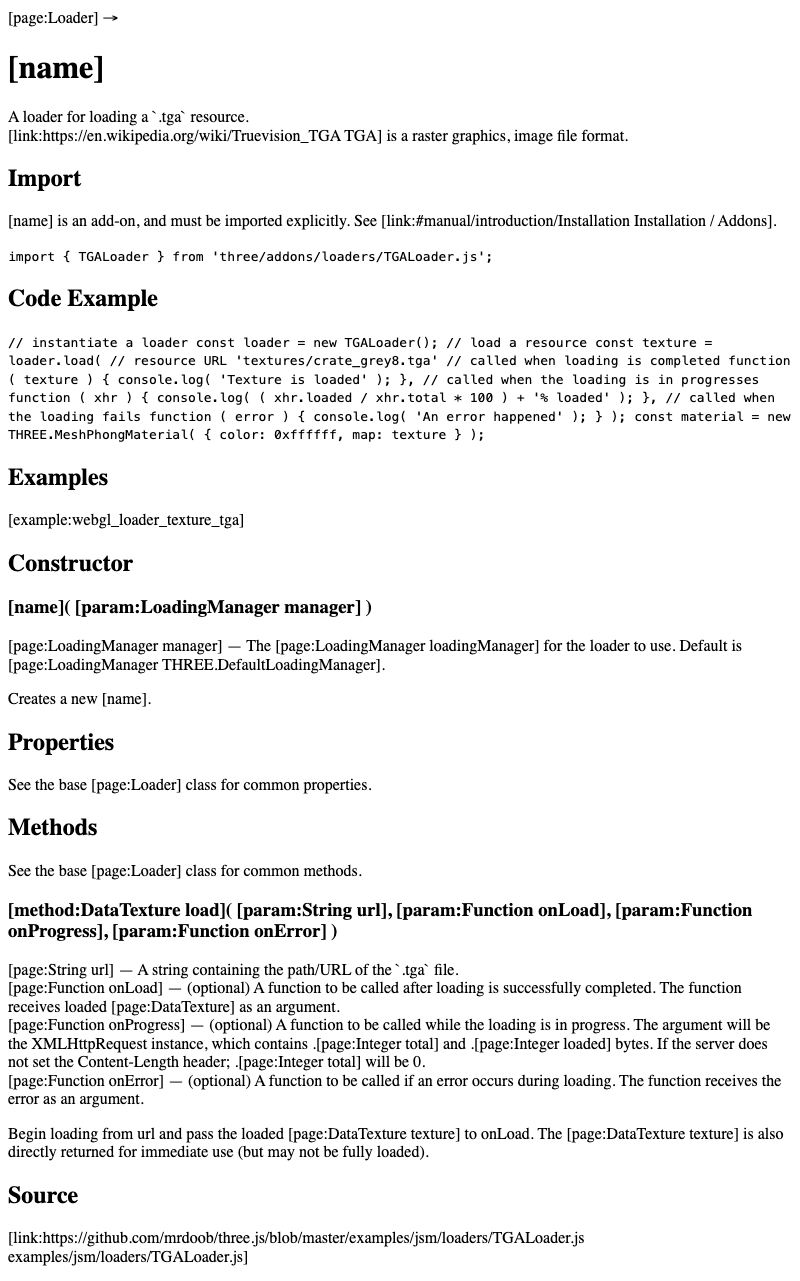 [page:Loader] →
[name]
A loader for loading a `.tga` resource.
[link:https://en.wikipedia.org/wiki/Truevision_TGA TGA] is a raster graphics, image file format.
Import
[name] is an add-on, and must be imported explicitly. See [link:#manual/introduction/Installation Installation / Addons].
import { TGALoader } from 'three/addons/loaders/TGALoader.js';
Code Example
// instantiate a loader const loader = new TGALoader(); // load a resource const texture =
loader.load( // resource URL 'textures/crate_grey8.tga' // called when loading is completed function
( texture ) { console.log( 'Texture is loaded' ); }, // called when the loading is in progresses
function ( xhr ) { console.log( ( xhr.loaded / xhr.total * 100 ) + '% loaded' ); }, // called when
the loading fails function ( error ) { console.log( 'An error happened' ); } ); const material = new
THREE.MeshPhongMaterial( { color: 0xffffff, map: texture } );
Examples
[example:webgl_loader_texture_tga]
Constructor
[name]( [param:LoadingManager manager] )
[page:LoadingManager manager] — The [page:LoadingManager loadingManager] for the loader to use. Default is
[page:LoadingManager THREE.DefaultLoadingManager].
Creates a new [name].
Properties
See the base [page:Loader] class for common properties.
Methods
See the base [page:Loader] class for common methods.
[method:DataTexture load]( [param:String url], [param:Function onLoad], [param:Function
onProgress], [param:Function onError] )
[page:String url] — A string containing the path/URL of the `.tga` file.
[page:Function onLoad] — (optional) A function to be called after loading is successfully completed. The function
receives loaded [page:DataTexture] as an argument.
[page:Function onProgress] — (optional) A function to be called while the loading is in progress. The argument will be
the XMLHttpRequest instance, which contains .[page:Integer total] and .[page:Integer loaded] bytes. If the server does
not set the Content-Length header; .[page:Integer total] will be 0.
[page:Function onError] — (optional) A function to be called if an error occurs during loading. The function receives the
error as an argument.
Begin loading from url and pass the loaded [page:DataTexture texture] to onLoad. The [page:DataTexture texture] is also
directly returned for immediate use (but may not be fully loaded).
Source
[link:https://github.com/mrdoob/three.js/blob/master/examples/jsm/loaders/TGALoader.js
examples/jsm/loaders/TGALoader.js]